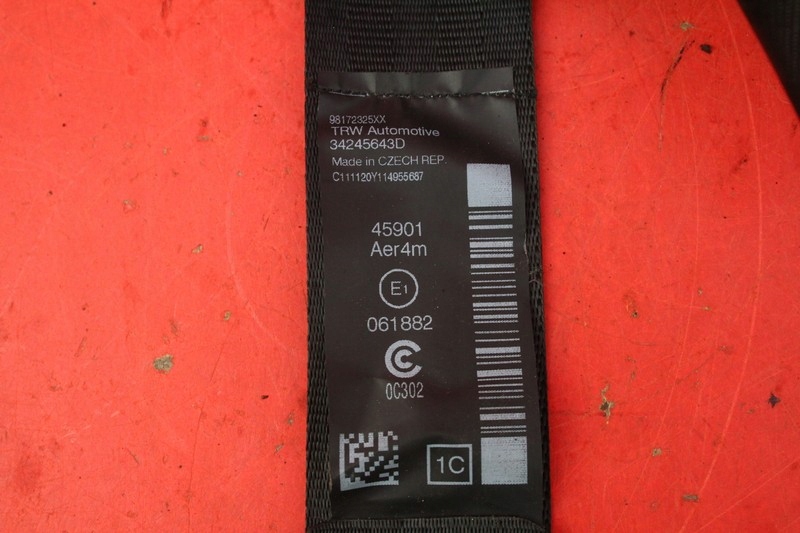 98172325XX
TRW Automotive
34245643D
Made in CZECH REP.
C111120Y114955687
45901
Aer4m
E1
061882
0C302
1C